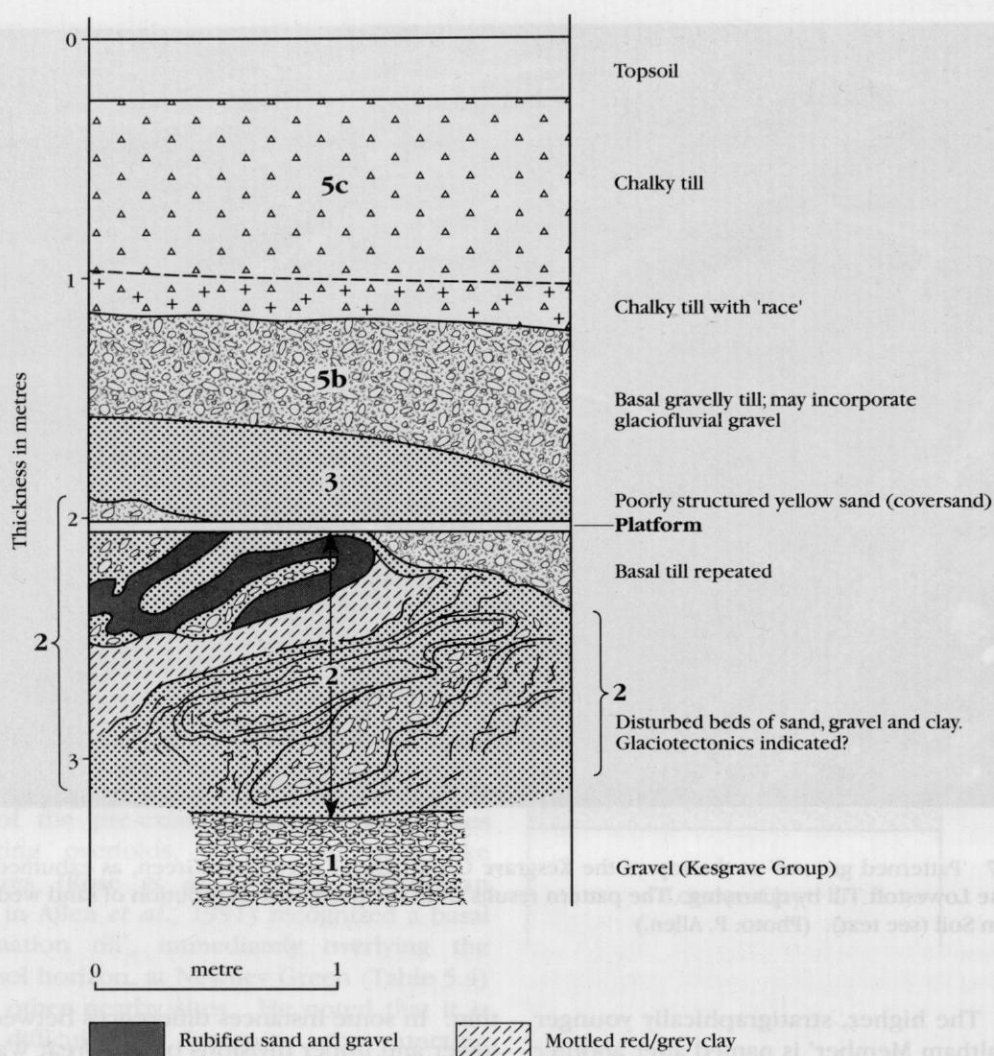 0
Topsoil
5c
Chalky till
1
Chalky till with 'race'
5b
Basal gravelly till; may incorporate
glaciofluvial gravel
Thickness in metres
3
Poorly structured yellow sand (coversand)
2
Platform
Basal till repeated
2
2
2
Disturbed beds of sand, gravel and clay.
Glaciotectonics indicated?
3
1
Gravel (Kesgrave Group)
0 metre
Rubified sand and gravel
Mottled red/grey clay